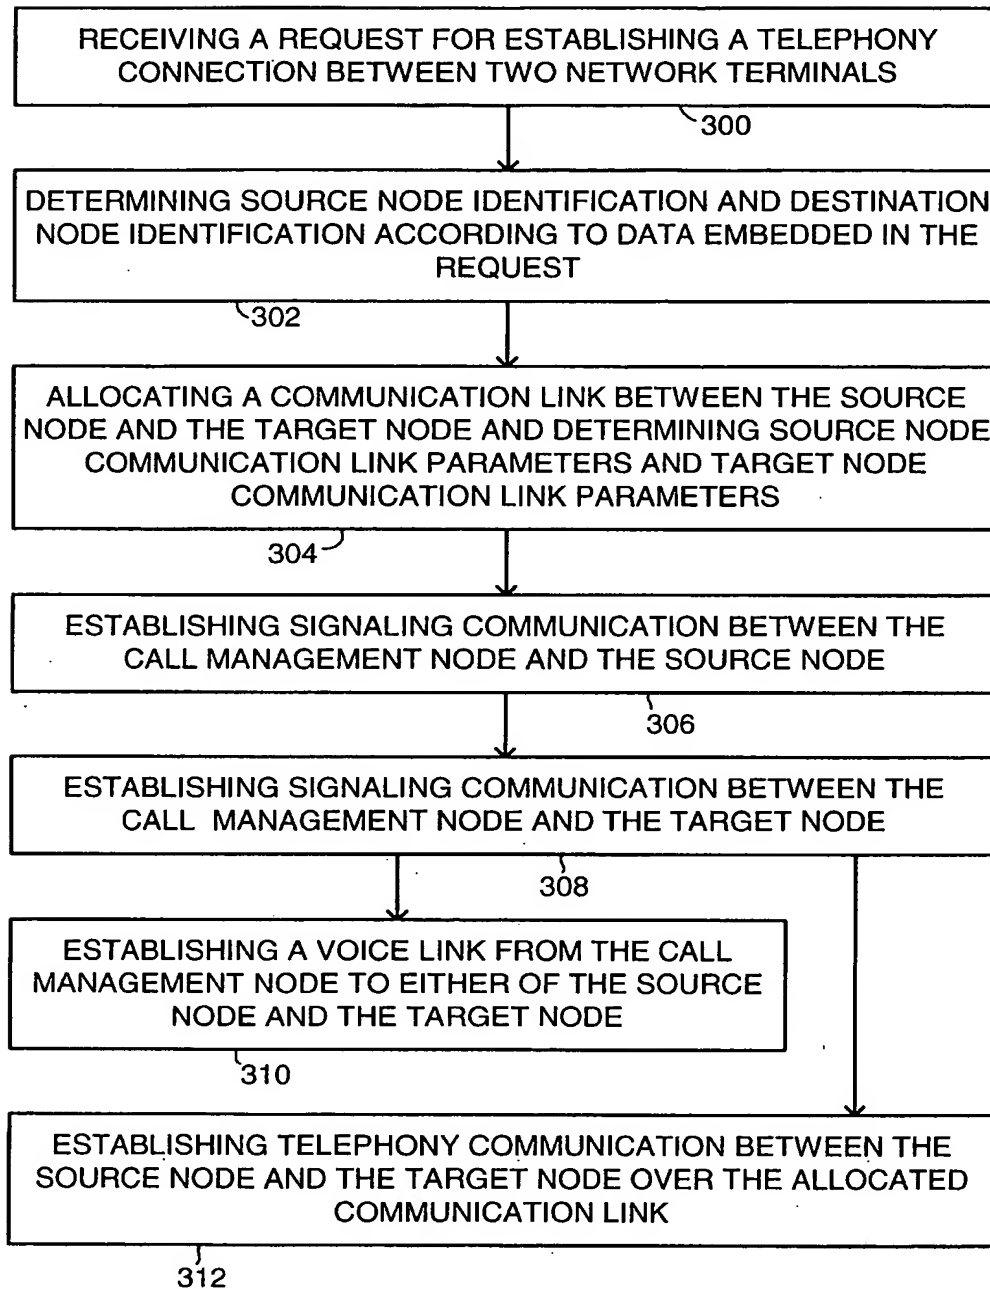 RECEIVING A REQUEST FOR ESTABLISHING A TELEPHONY
CONNECTION BETWEEN TWO NETWORK TERMINALS
300
DETERMINING SOURCE NODE IDENTIFICATION AND DESTINATION
NODE IDENTIFICATION ACCORDING TO DATA EMBEDDED IN THE
REQUEST
302
ALLOCATING A COMMUNICATION LINK BETWEEN THE SOURCE
NODE AND THE TARGET NODE AND DETERMINING SOURCE NODE
COMMUNICATION LINK PARAMETERS AND TARGET NODE
COMMUNICATION LINK PARAMETERS
304
ESTABLISHING SIGNALING COMMUNICATION BETWEEN THE
CALL MANAGEMENT NODE AND THE SOURCE NODE
306
ESTABLISHING SIGNALING COMMUNICATION BETWEEN THE
CALL MANAGEMENT NODE AND THE TARGET NODE
308
ESTABLISHING A VOICE LINK FROM THE CALL
MANAGEMENT NODE TO EITHER OF THE SOURCE
NODE AND THE TARGET NODE
310
ESTABLISHING TELEPHONY COMMUNICATION BETWEEN THE
SOURCE NODE AND THE TARGET NODE OVER THE ALLOCATED
COMMUNICATION LINK
312